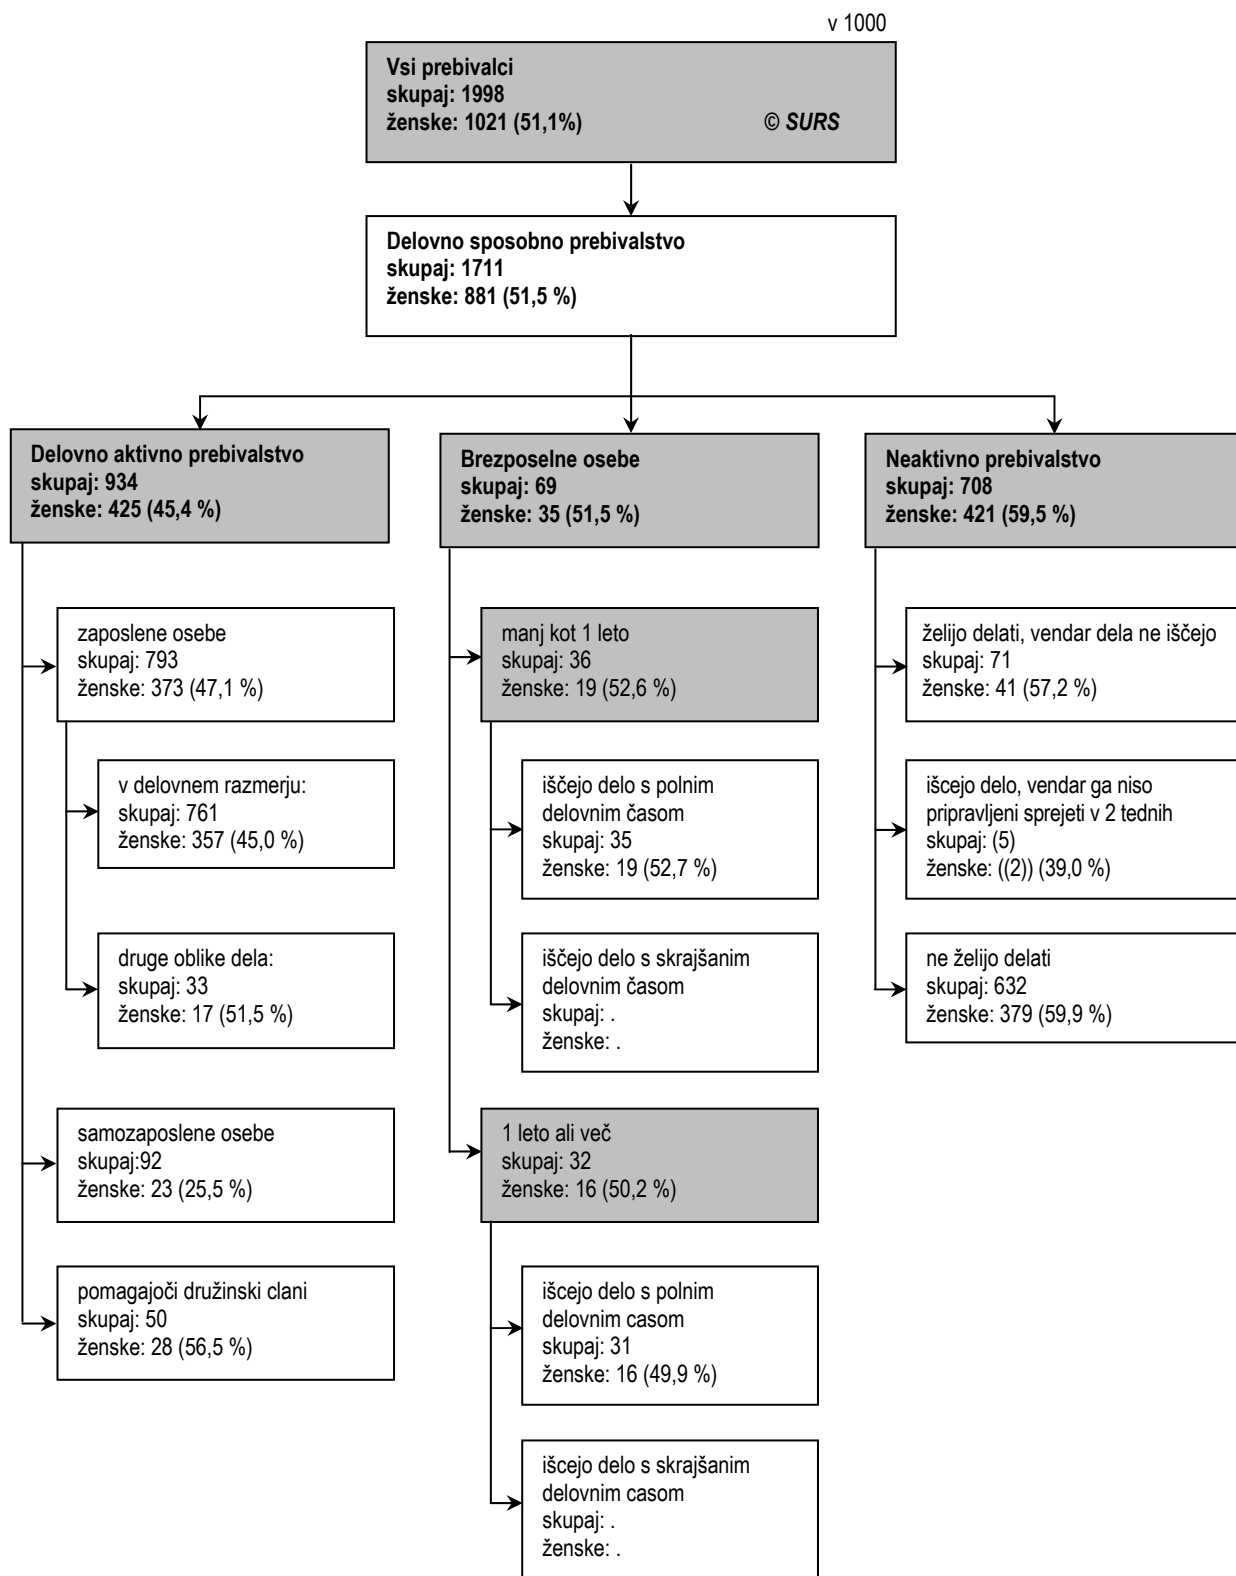 v 1000
Vsi prebivalci
skupaj: 1998
ženske: 1021 (51,1%) © SURS
Delovno sposobno prebivalstvo
skupaj: 1711
ženske: 881 (51,5 %)
Delovno aktivno prebivalstvo
skupaj: 934
ženske: 425 (45,4 %)
zaposlene osebe
skupaj: 793
ženske: 373 (47,1 %)
v delovnem razmerju:
skupaj: 761
ženske: 357 (45,0 %)
druge oblike dela:
skupaj: 33
ženske: 17 (51,5 %)
samozaposlene osebe
skupaj:92
ženske: 23 (25,5 %)
pomagajoči družinski clani
skupaj: 50
ženske: 28 (56,5 %)
Brezposelne osebe
skupaj: 69
ženske: 35 (51,5 %)
manj kot 1 leto
skupaj: 36
ženske: 19 (52,6 %)
iščejo delo s polnim
delovnim časom
skupaj: 35
ženske: 19 (52,7 %)
iščejo delo s skrajšanim
delovnim časom
skupaj: .
ženske: .
1 leto ali več
skupaj: 32
ženske: 16 (50,2 %)
išcejo delo s polnim
delovnim casom
skupaj: 31
ženske: 16 (49,9 %)
išcejo delo s skrajšanim
delovnim casom
skupaj: .
ženske: .
Neaktivno prebivalstvo
skupaj: 708
ženske: 421 (59,5 %)
želijo delati, vendar dela ne iščejo
skupaj: 71
ženske: 41 (57,2 %)
išcejo delo, vendar ga niso
pripravljeni sprejeti v 2 tednih
skupaj: (5)
ženske: ((2)) (39,0 %)
ne želijo delati
skupaj: 632
ženske: 379 (59,9 %)